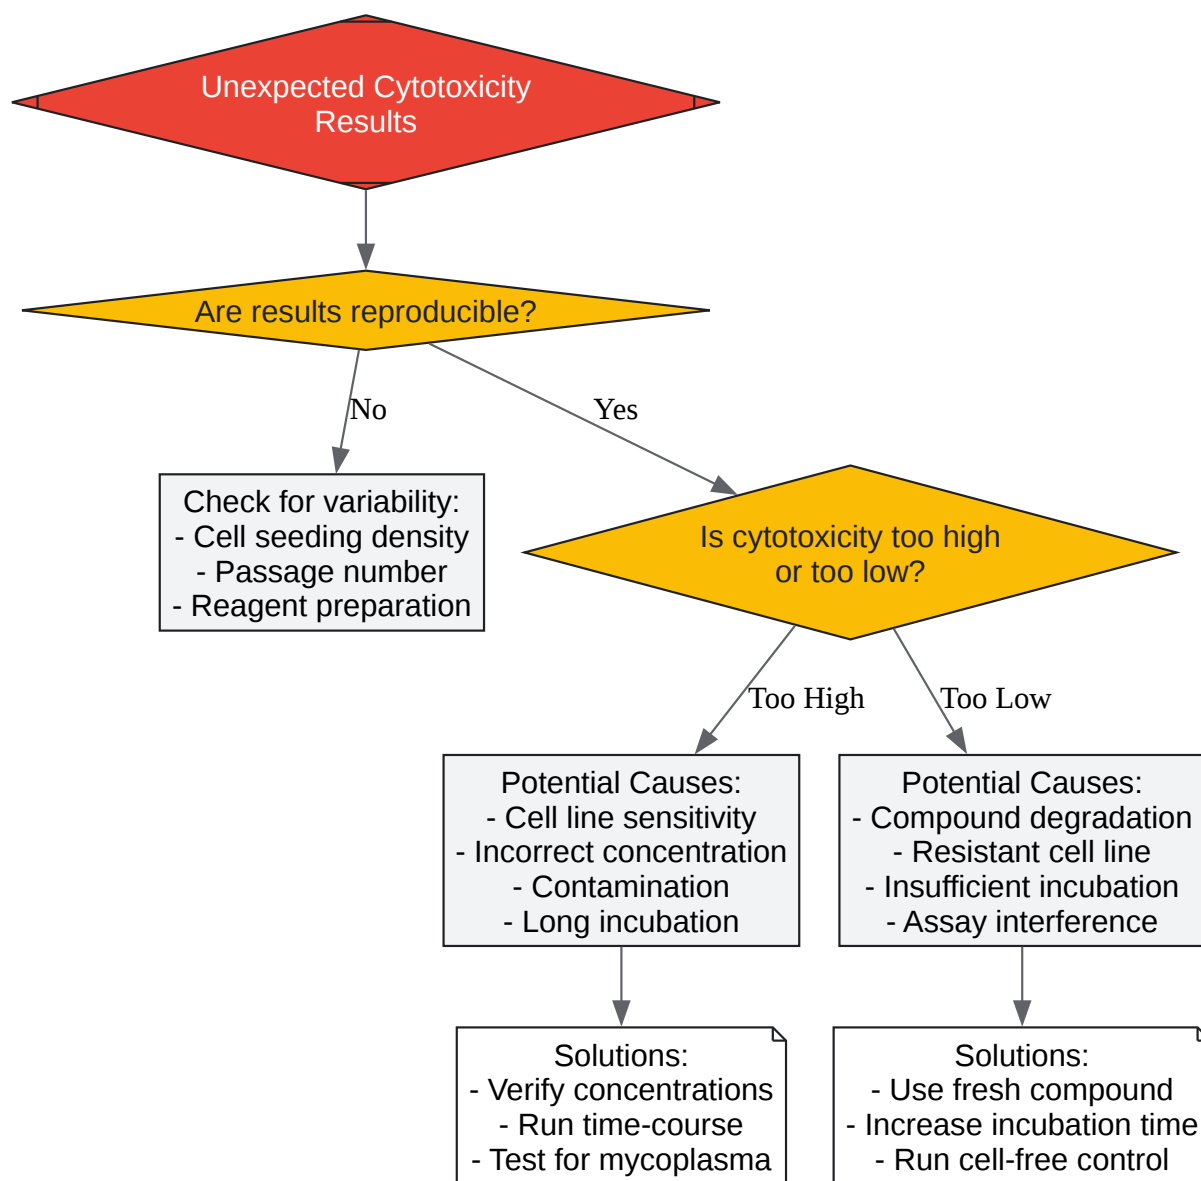 Unexpected Cytotoxicity
Results
Are results reproducible?
No
Yes
Check for variability:
- Cell seeding density
- Passage number
- Reagent preparation
Is cytotoxicity too high
or too low?
Too High
Too Low
Potential Causes:
- Cell line sensitivity
- Incorrect concentration
- Contamination
- Long incubation
Potential Causes:
- Compound degradation
- Resistant cell line
- Insufficient incubation
- Assay interference
Solutions:
- Verify concentrations
- Run time-course
- Test for mycoplasma
Solutions:
- Use fresh compound
- Increase incubation time
- Run cell-free control